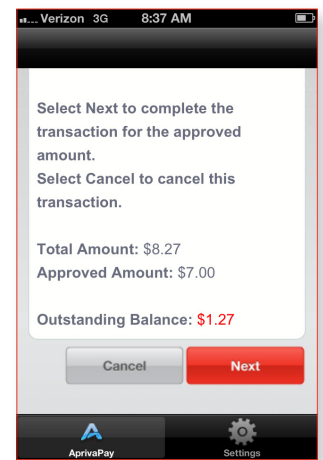 Verizon 3G 8:37 AM
Select Next to complete the
transaction for the approved
amount.
Select Cancel to cancel this
transaction.
Total Amount: $8.27
Approved Amount: $7.00
Outstanding Balance: $1.27
Cancel Next
AprivaPay Settings